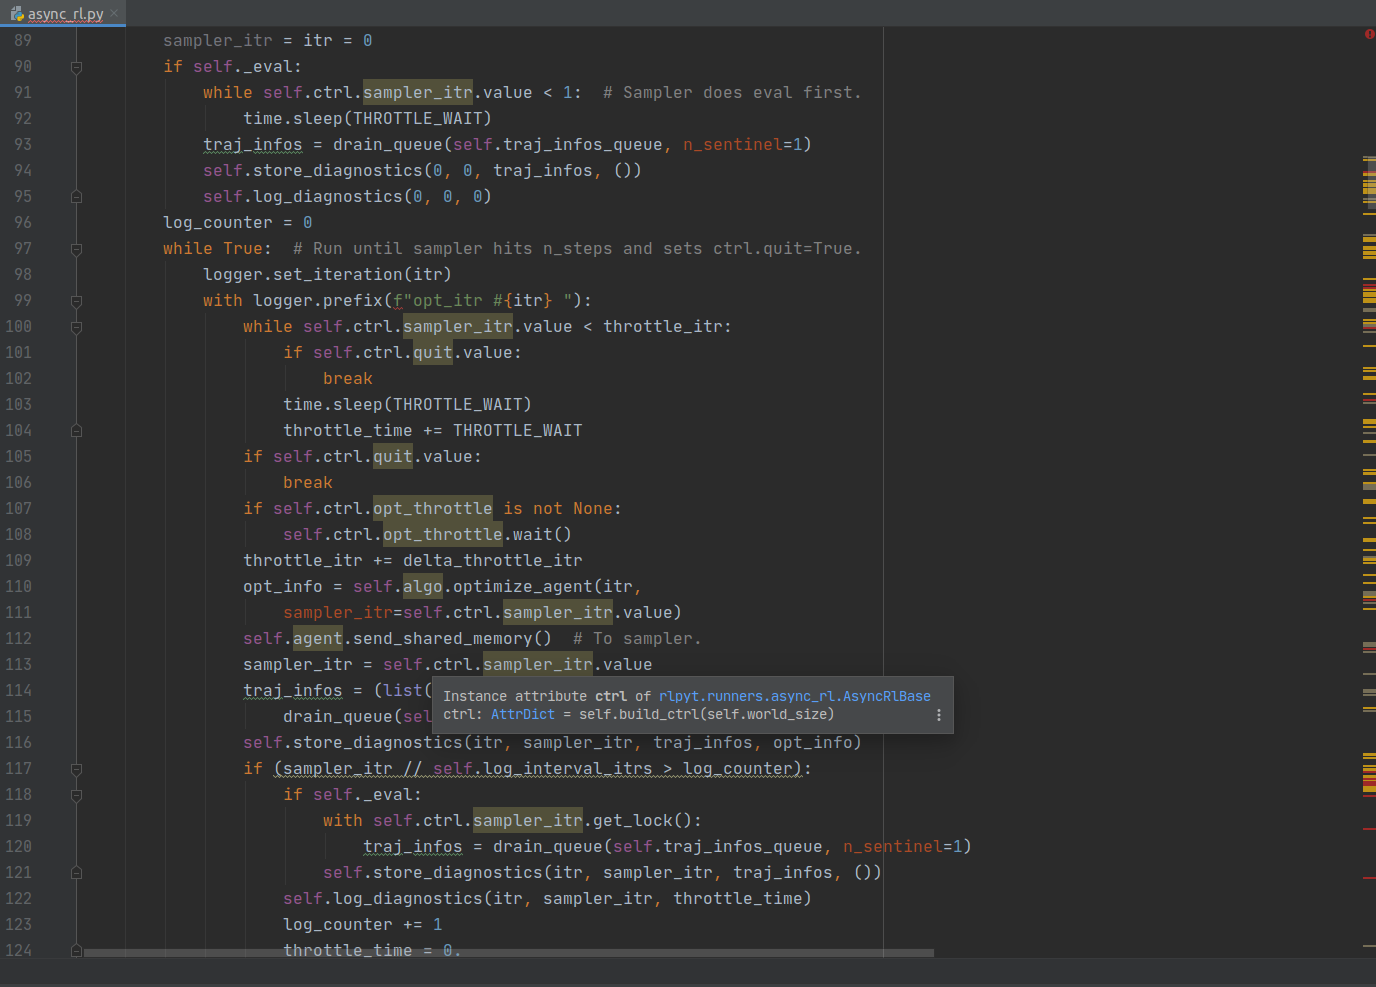 async_rl.py
89 sampler_itr = itr = 0
90 if self._eval:
91 while self.ctrl.sampler_itr.value < 1:  # Sampler does eval first.
92 time.sleep(THROTTLE_WAIT)
93 traj_infos = drain_queue(self.traj_infos_queue, n_sentinel=1)
94 self.store_diagnostics(0, 0, traj_infos, ())
95 self.log_diagnostics(0, 0, 0)
96 log_counter = 0
97 while True:  # Run until sampler hits n_steps and sets ctrl.quit=True.
98 logger.set_iteration(itr)
99 with logger.prefix(f"opt_itr #{itr} "):
100 while self.ctrl.sampler_itr.value < throttle_itr:
101 if self.ctrl.quit.value:
102 break
103 time.sleep(THROTTLE_WAIT)
104 throttle_time += THROTTLE_WAIT
105 if self.ctrl.quit.value:
106 break
107 if self.ctrl.opt_throttle is not None:
108 self.ctrl.opt_throttle.wait()
109 throttle_itr += delta_throttle_itr
110 opt_info = self.algo.optimize_agent(itr,
111 sampler_itr=self.ctrl.sampler_itr.value)
112 self.agent.send_shared_memory()  # To sampler.
113 sampler_itr = self.ctrl.sampler_itr.value
114 traj_infos = (list(
Instance attribute ctrl of rlpyt.runners.async_rl.AsyncRlBase
ctrl: AttrDict = self.build_ctrl(self.world_size)
115 drain_queue(sel
116 self.store_diagnostics(itr, sampler_itr, traj_infos, opt_info)
117 if (sampler_itr // self.log_interval_itrs > log_counter):
118 if self._eval:
119 with self.ctrl.sampler_itr.get_lock():
120 traj_infos = drain_queue(self.traj_infos_queue, n_sentinel=1)
121 self.store_diagnostics(itr, sampler_itr, traj_infos, ())
122 self.log_diagnostics(itr, sampler_itr, throttle_time)
123 log_counter += 1
124 throttle_time = 0.